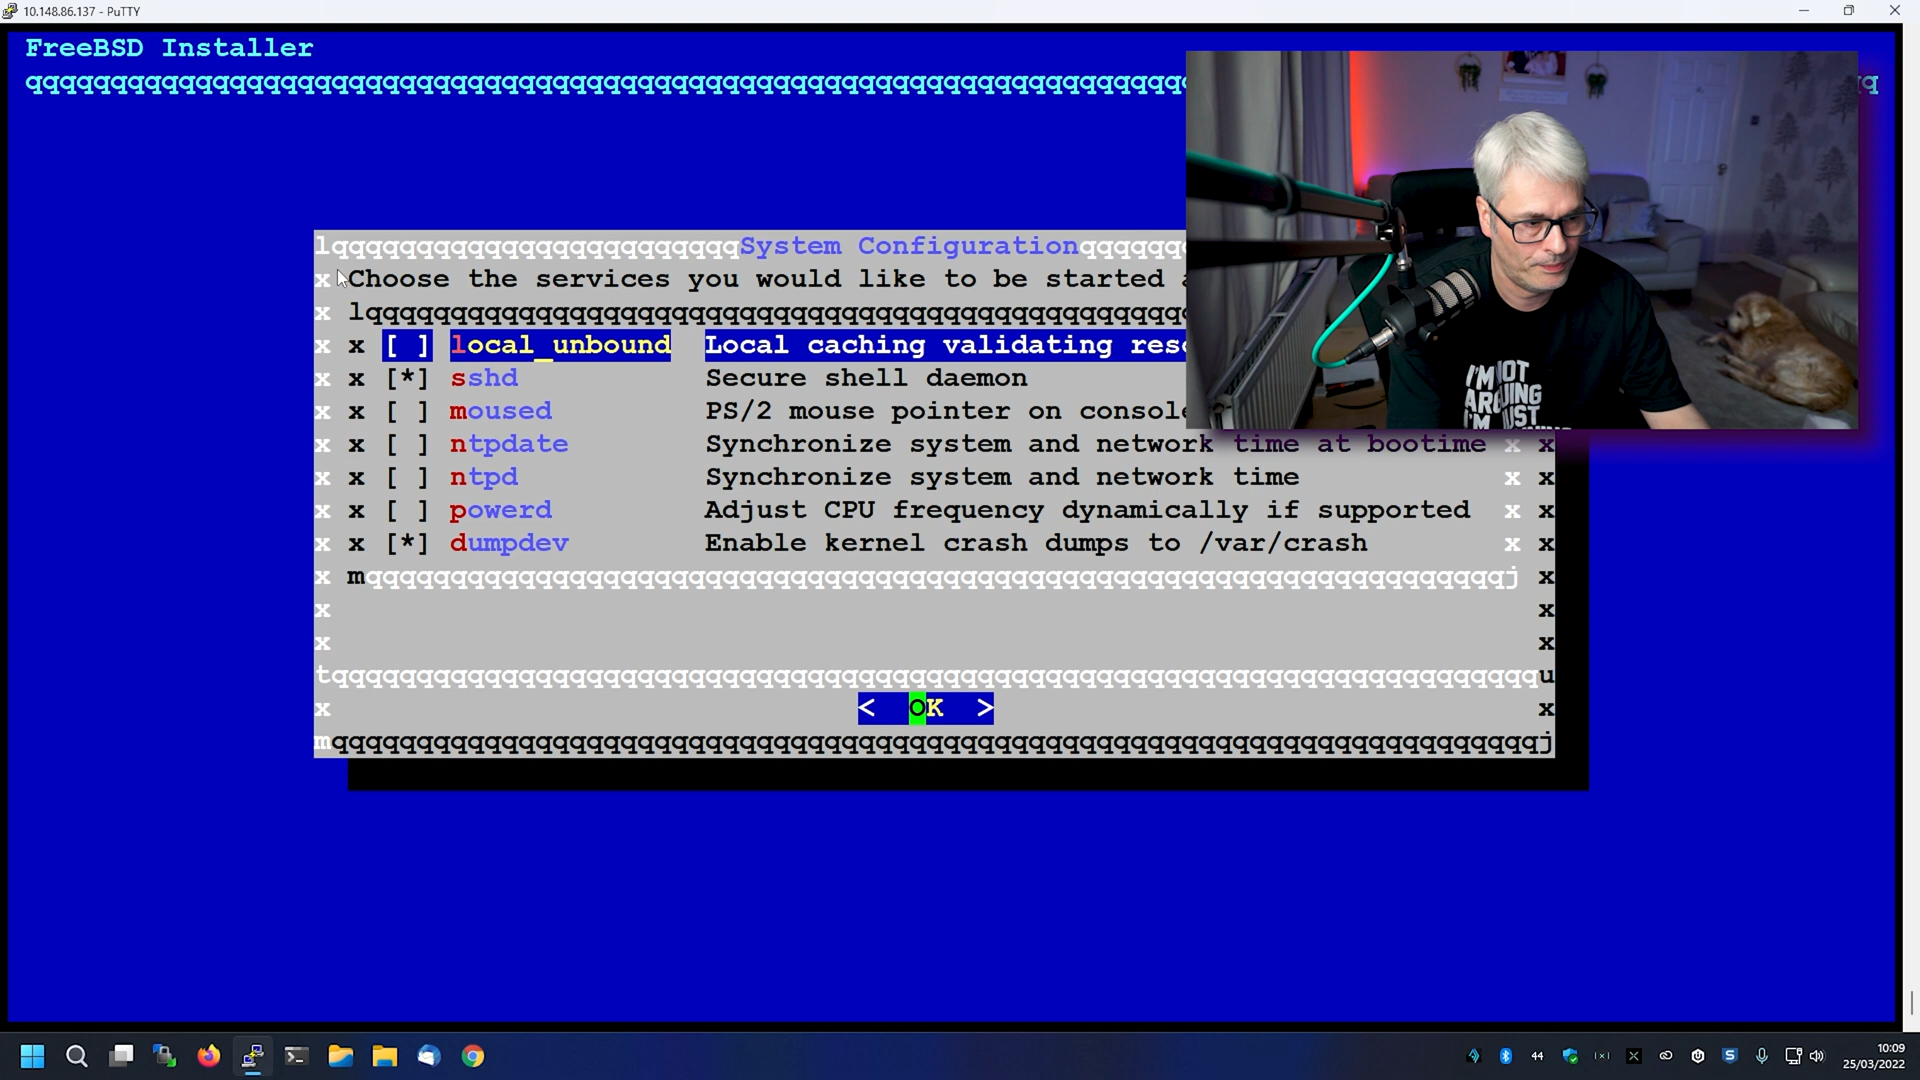 10.148.86.137 - PuTTY
FreeBSD Installer
System Configuration
Choose the services you would like to be started
[ ] local_unbound Local caching validating
[*] sshd Secure shell daemon
[ ] moused PS/2 mouse pointer on console
[ ] ntpdate Synchronize system and network time at bootime
[ ] ntpd Synchronize system and network time
[ ] powerd Adjust CPU frequency dynamically if supported
[*] dumpdev Enable kernel crash dumps to /var/crash
< OK >
I'M NOT
ARGUING
I'M JUST
44
10:09
25/03/2022